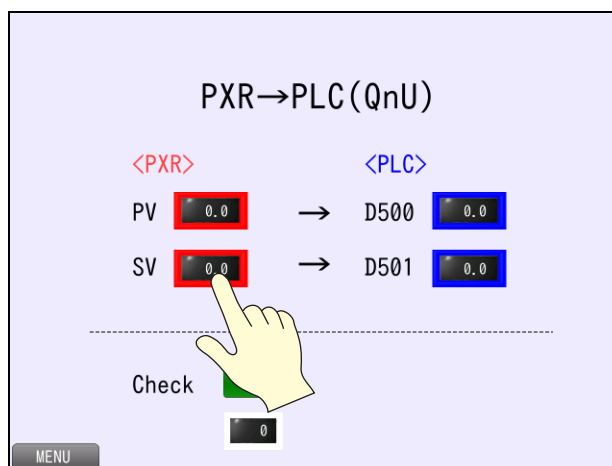 PXR→PLC(QnU)
<PXR> <PLC>
PV 0.0 → D500 0.0
SV 0.0 → D501 0.0
Check
0
MENU